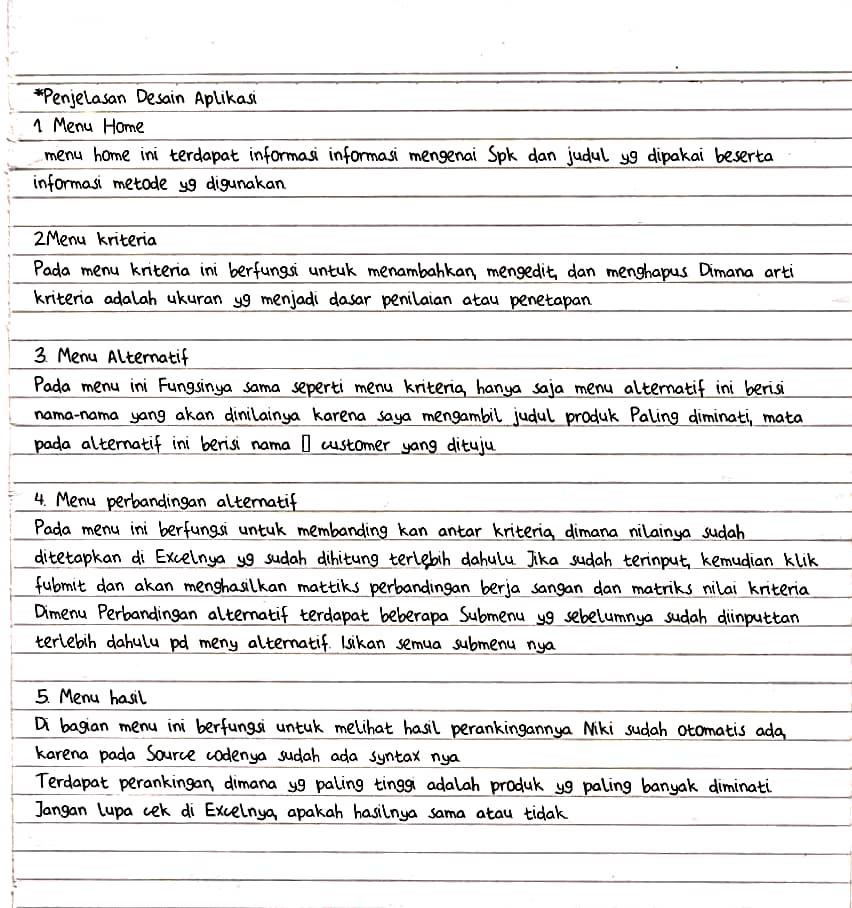 *Penjelasan Desain Aplikasi
1 Menu Home
menu home ini terdapat informasi informasi mengenai Spk dan judul yg dipakai beserta
informasi metode yg digunakan
2Menu kriteria
Pada menu kriteria ini berfungsi untuk menambahkan, mengedit, dan menghapus Dimana arti
kriteria adalah ukuran yg menjadi dasar penilaian atau penetapan
3. Menu Alternatif
Pada menu ini Fungsinya sama seperti menu kriteria, hanya saja menu alternatif ini berisi
nama-nama yang akan dinilainya karena saya mengambil judul produk Paling diminati, mata
pada alternatif ini berisi nama ▯ customer yang dituju
4. Menu perbandingan alternatif
Pada menu ini berfungsi untuk membanding kan antar kriteria, dimana nilainya sudah
ditetapkan di Excelnya yg sudah dihitung terlebih dahulu. Jika sudah terinput, kemudian klik
fubmit dan akan menghasilkan mattiks perbandingan berja sangan dan matriks nilai kriteria
Dimenu Perbandingan alternatif terdapat beberapa Submenu yg sebelumnya sudah diinputtan
terlebih dahulu pd meny alternatif. Isikan semua submenu nya
5. Menu hasil
Di bagian menu ini berfungsi untuk melihat hasil perankingannya Niki sudah otomatis ada,
karena pada Source codenya sudah ada syntax nya
Terdapat perankingan, dimana yg paling tinggi adalah produk yg paling banyak diminati.
Jangan lupa cek di Excelnya, apakah hasilnya sama atau tidak